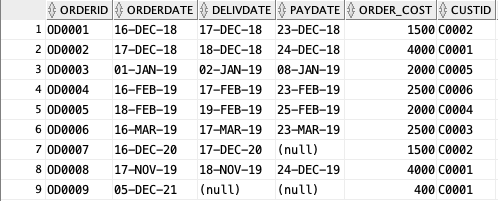 ORDERID ORDERDATE DELIVDATE PAYDATE ORDER_COST CUSTID
1 OD0001 16-DEC-18 17-DEC-18 23-DEC-18 1500 C0002
2 OD0002 17-DEC-18 18-DEC-18 24-DEC-18 4000 C0001
3 OD0003 01-JAN-19 02-JAN-19 08-JAN-19 2000 C0005
4 OD0004 16-FEB-19 17-FEB-19 23-FEB-19 2500 C0006
5 OD0005 18-FEB-19 19-FEB-19 25-FEB-19 2000 C0004
6 OD0006 16-MAR-19 17-MAR-19 23-MAR-19 2500 C0003
7 OD0007 16-DEC-20 17-DEC-20 (null) 1500 C0002
8 OD0008 17-NOV-19 18-NOV-19 24-DEC-19 4000 C0001
9 OD0009 05-DEC-21 (null) (null) 400 C0001